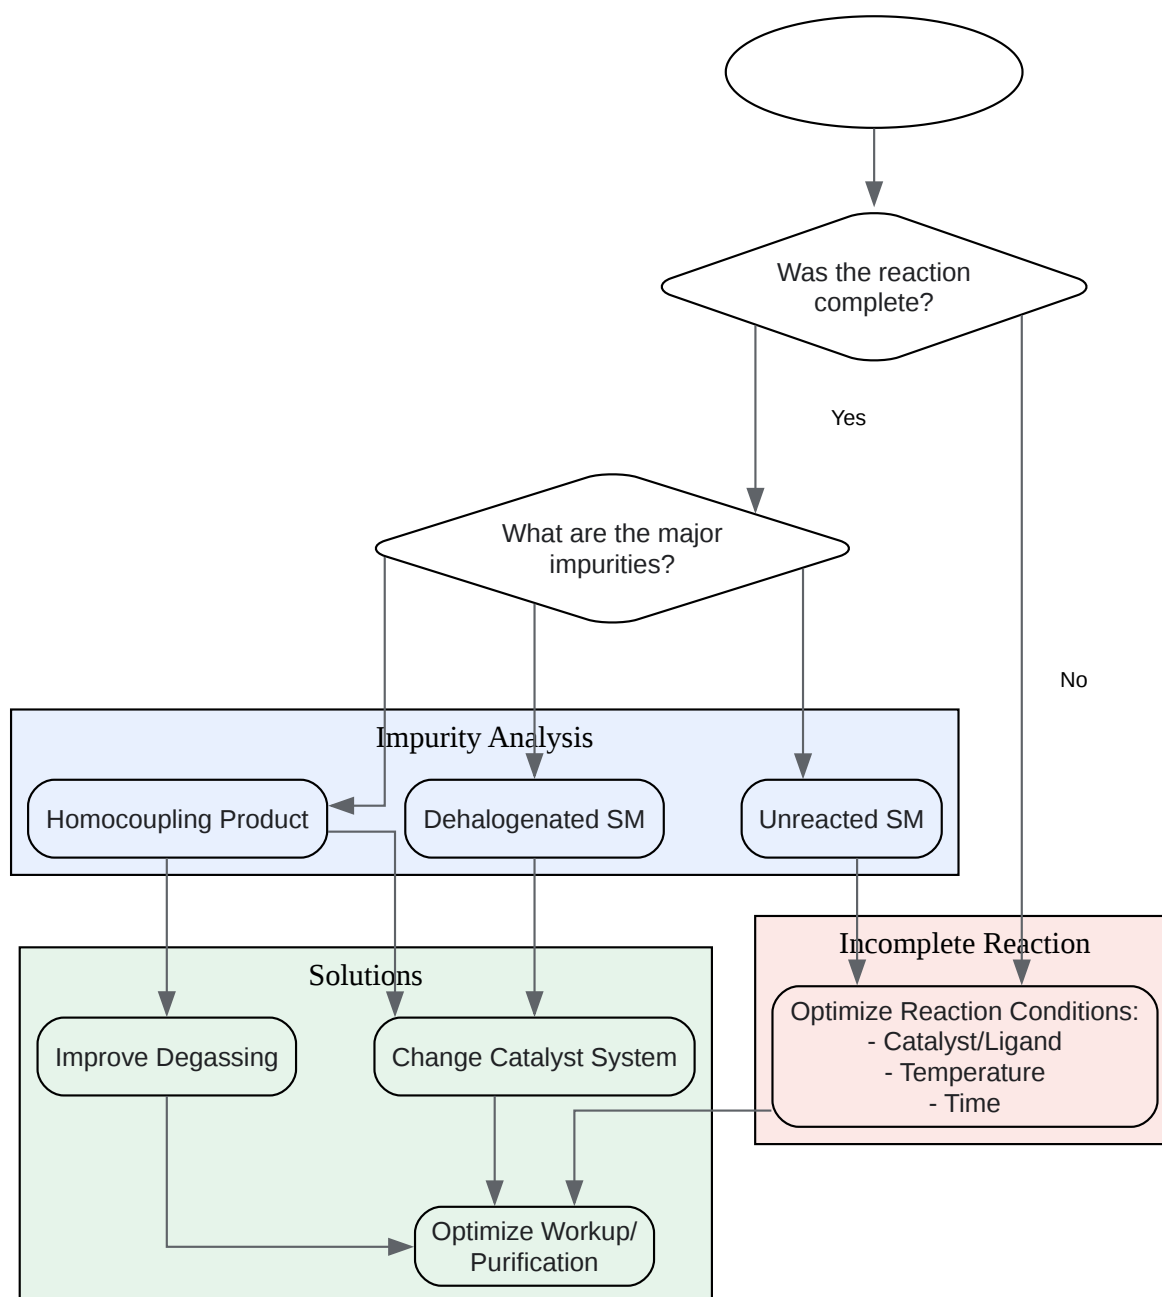 Was the reaction
complete?
Yes
What are the major
impurities?
No
Impurity Analysis
Homocoupling Product
Dehalogenated SM
Unreacted SM
Incomplete Reaction
Solutions
Optimize Reaction Conditions:
- Catalyst/Ligand
- Temperature
- Time
Improve Degassing
Change Catalyst System
Optimize Workup/
Purification